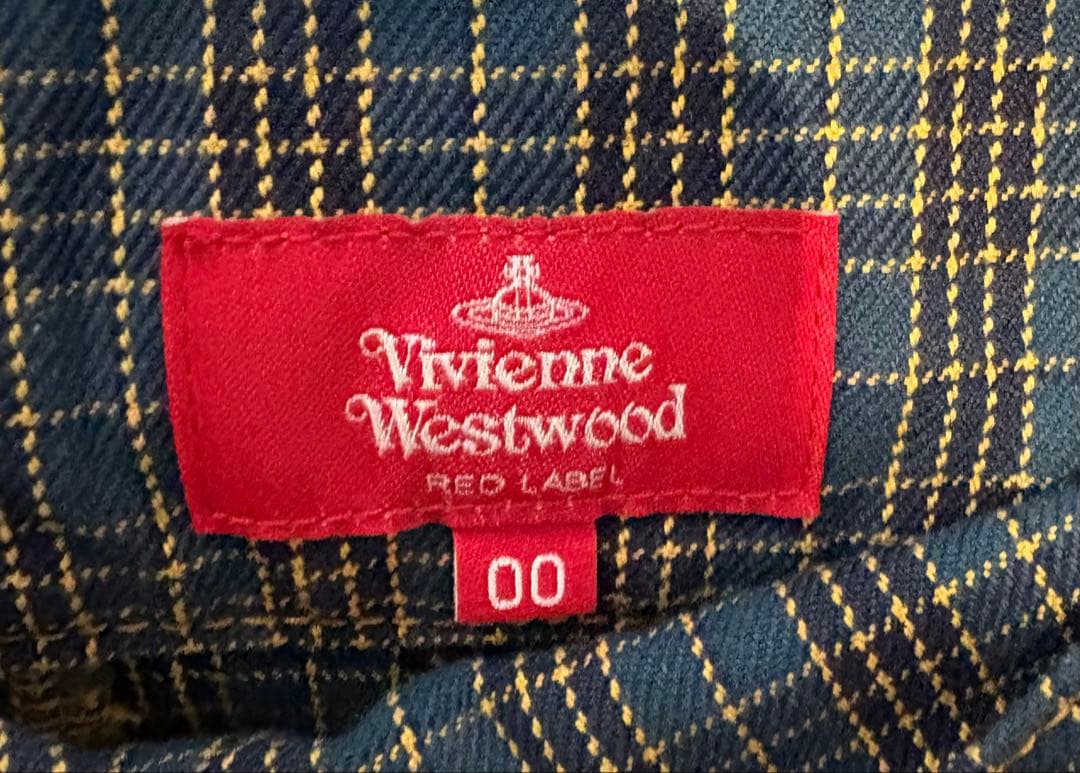 Vivienne
Westwood
RED LABEL
00